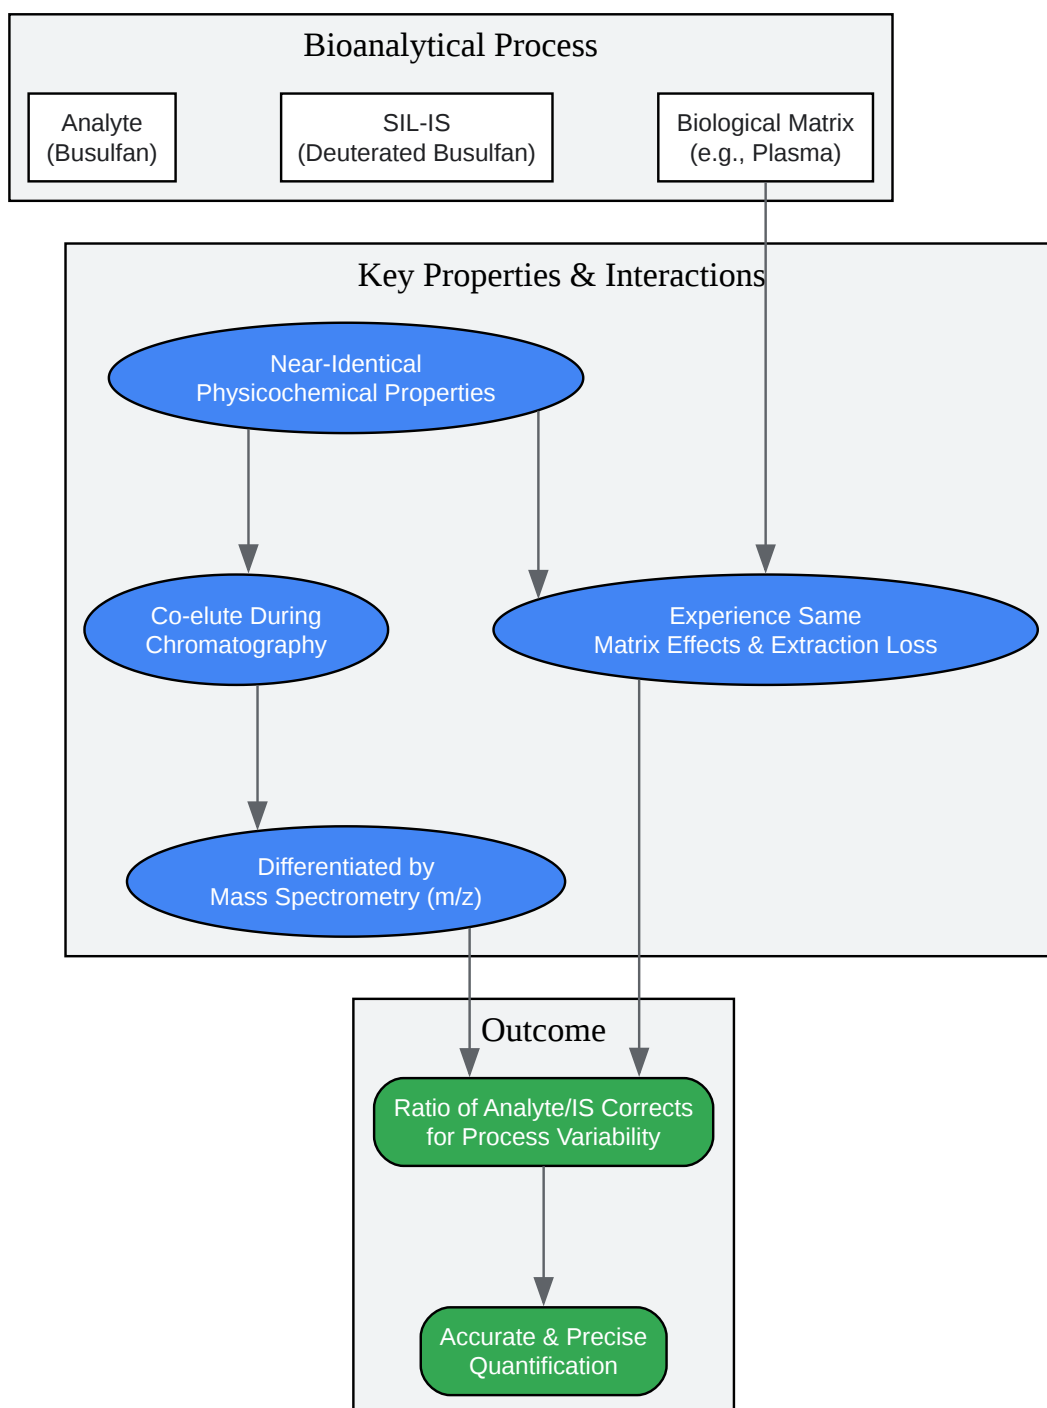 Bioanalytical Process
Analyte
(Busulfan)
SIL-IS
(Deuterated Busulfan)
Biological Matrix
(e.g., Plasma)
Key Properties & Interactions
Near-Identical
Physicochemical Properties
Co-elute During
Chromatography
Experience Same
Matrix Effects & Extraction Loss
Differentiated by
Mass Spectrometry (m/z)
Outcome
Ratio of Analyte/IS Corrects
for Process Variability
Accurate & Precise
Quantification